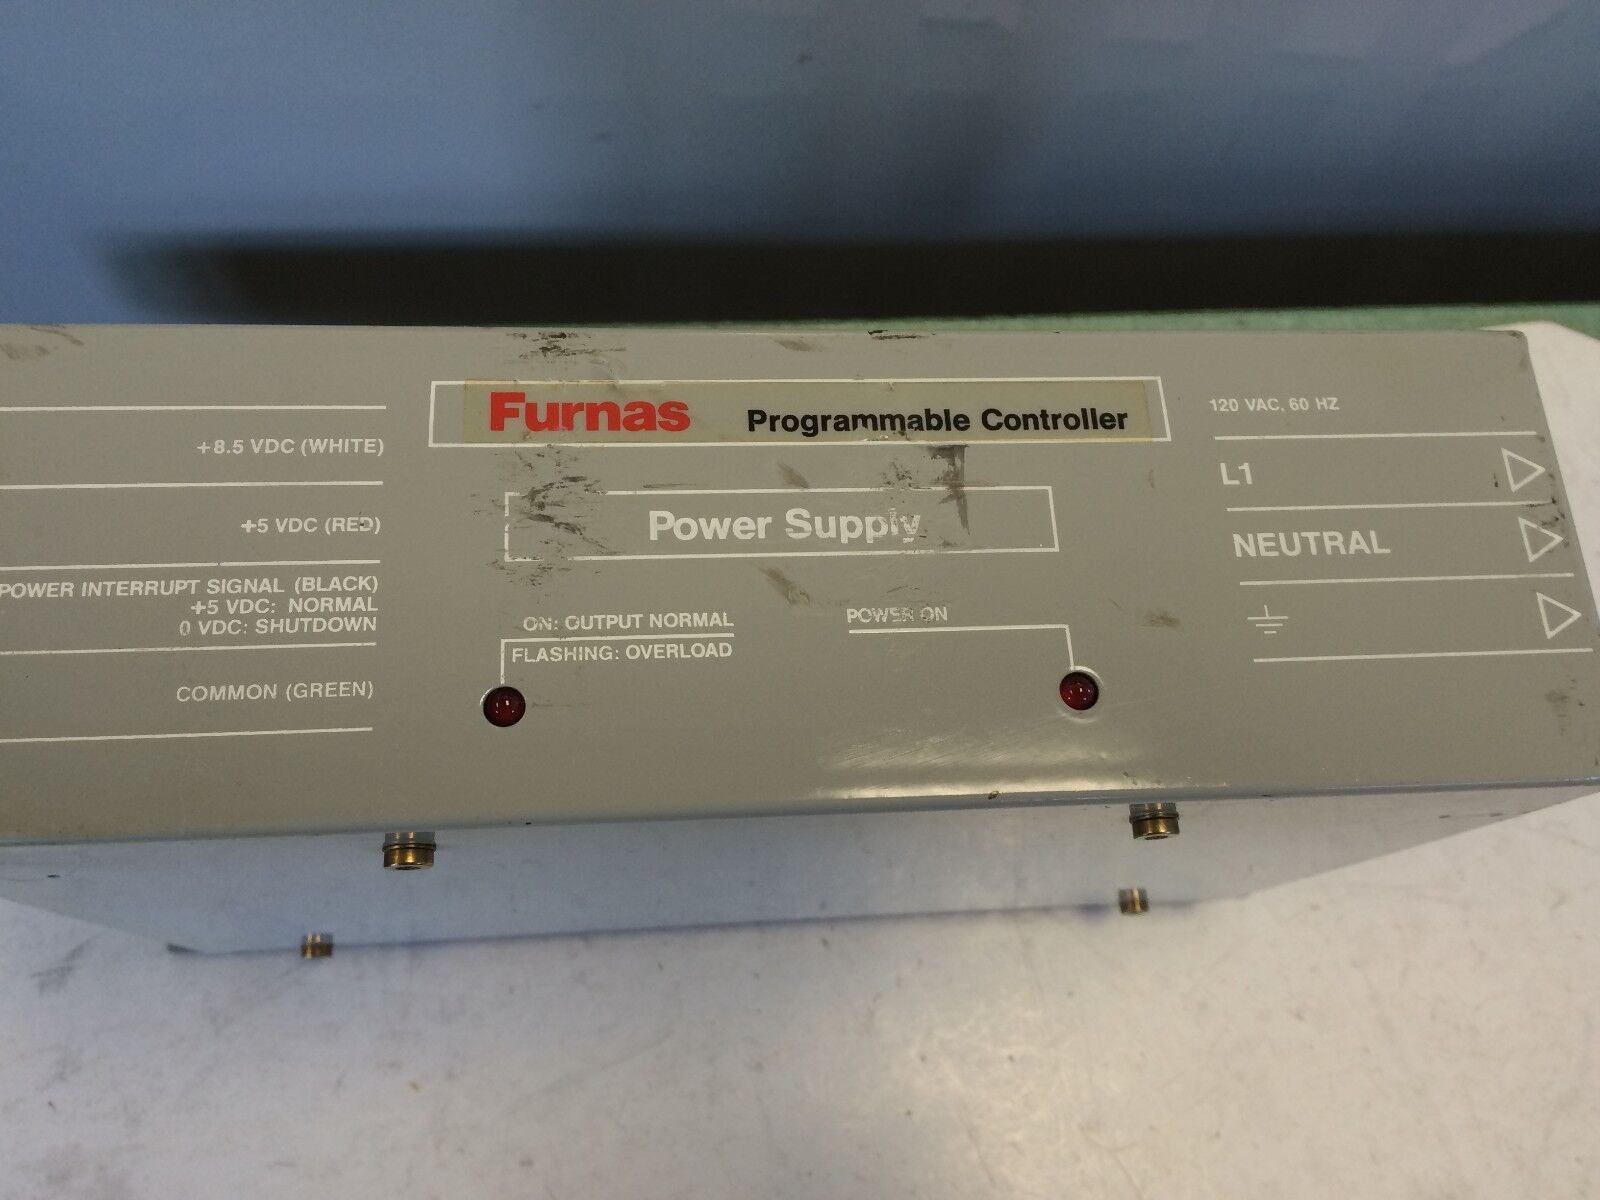 Furnas Programmable Controller
Power Supply
+8.5 VDC (WHITE)
+5 VDC (RED)
POWER INTERRUPT SIGNAL (BLACK)
+5 VDC: NORMAL
0 VDC: SHUTDOWN
COMMON (GREEN)
ON: OUTPUT NORMAL
FLASHING: OVERLOAD
POWER ON
120 VAC, 60 HZ
L1
NEUTRAL